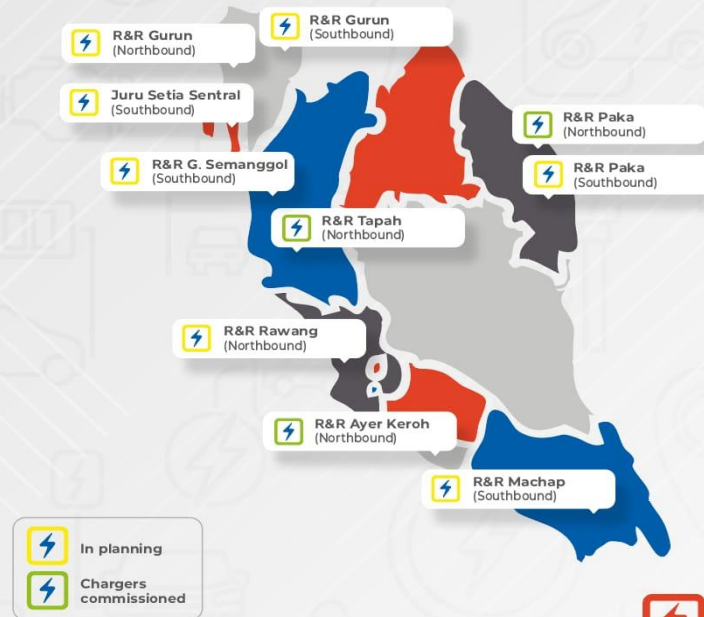 R&R Gurun
(Northbound)
R&R Gurun
(Southbound)
Juru Setia Sentral
(Southbound)
R&R Paka
(Northbound)
R&R G. Semanggol
(Southbound)
R&R Paka
(Southbound)
R&R Tapah
(Northbound)
R&R Rawang
(Northbound)
R&R Ayer Keroh
(Northbound)
R&R Machap
(Southbound)
In planning
Chargers
commissioned